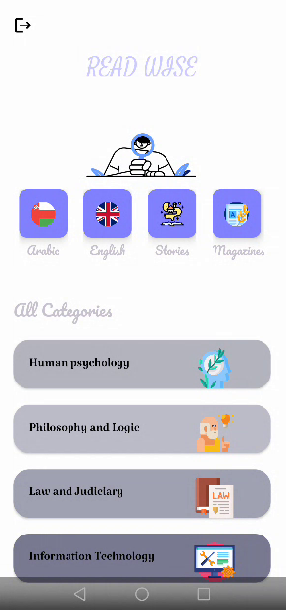 READ WISE
Arabic
English
Stories
Magazines
All Categories
Human psychology
Philosophy and Logic
Law and Judiciary
LAW
Information Technology